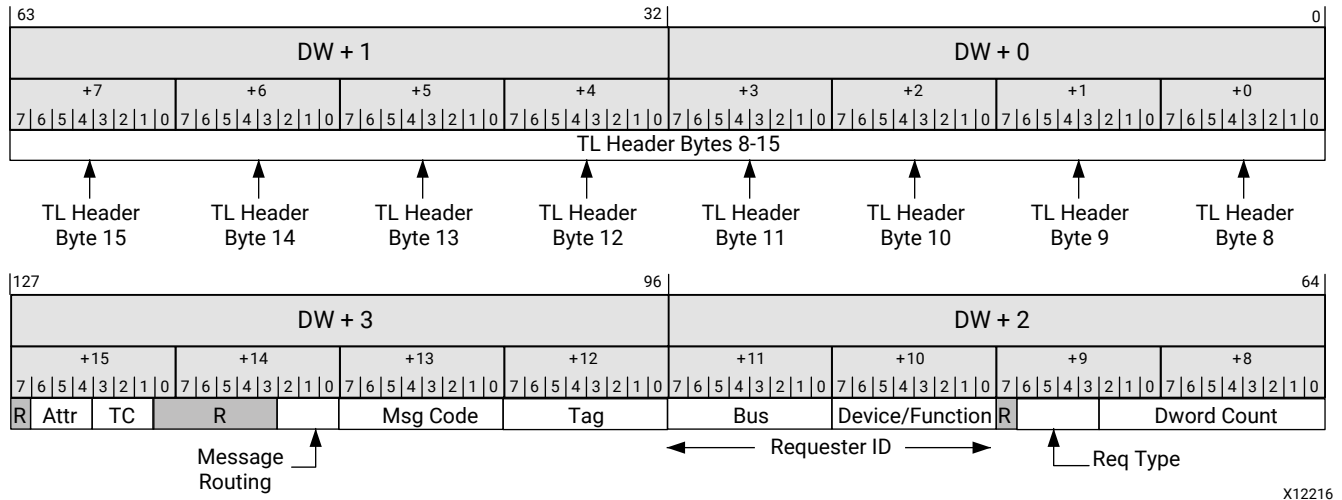 63 32 0
DW + 1 DW + 0
+7 +6 +5 +4 +3 +2 +1 +0
7 6 5 4 3 2 1 0 7 6 5 4 3 2 1 0 7 6 5 4 3 2 1 0 7 6 5 4 3 2 1 0 7 6 5 4 3 2 1 0 7 6 5 4 3 2 1 0 7 6 5 4 3 2 1 0 7 6 5 4 3 2 1 0
TL Header Bytes 8-15
TL Header TL Header TL Header TL Header TL Header TL Header TL Header TL Header
Byte 15 Byte 14 Byte 13 Byte 12 Byte 11 Byte 10 Byte 9 Byte 8
127 96 64
DW + 3 DW + 2
+15 +14 +13 +12 +11 +10 +9 +8
7 6 5 4 3 2 1 0 7 6 5 4 3 2 1 0 7 6 5 4 3 2 1 0 7 6 5 4 3 2 1 0 7 6 5 4 3 2 1 0 7 6 5 4 3 2 1 0 7 6 5 4 3 2 1 0 7 6 5 4 3 2 1 0
R Attr TC R Msg Code Tag Bus Device/Function R Dword Count
Message Requester ID Req Type
Routing
X12216